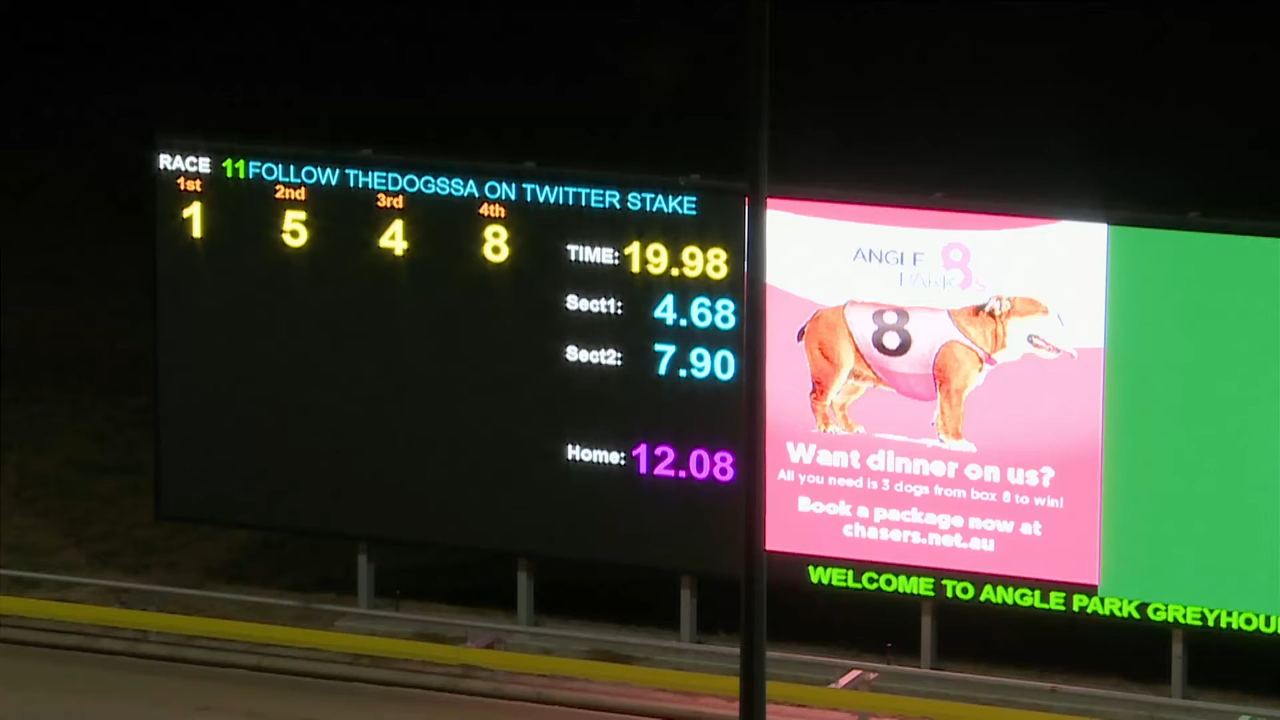 RACE 11 FOLLOW THEDOGSSA ON TWITTER STAKE
1st 2nd 3rd 4th
1 5 4 8
TIME: 19.98
Sect1: 4.68
Sect2: 7.90
Home: 12.08
ANGLE 8
PARK s
8
Want dinner on us?
All you need is 3 dogs from box 8 to win!
Book a package now at
chasers.net.au
WELCOME TO ANGLE PARK GREYHOU